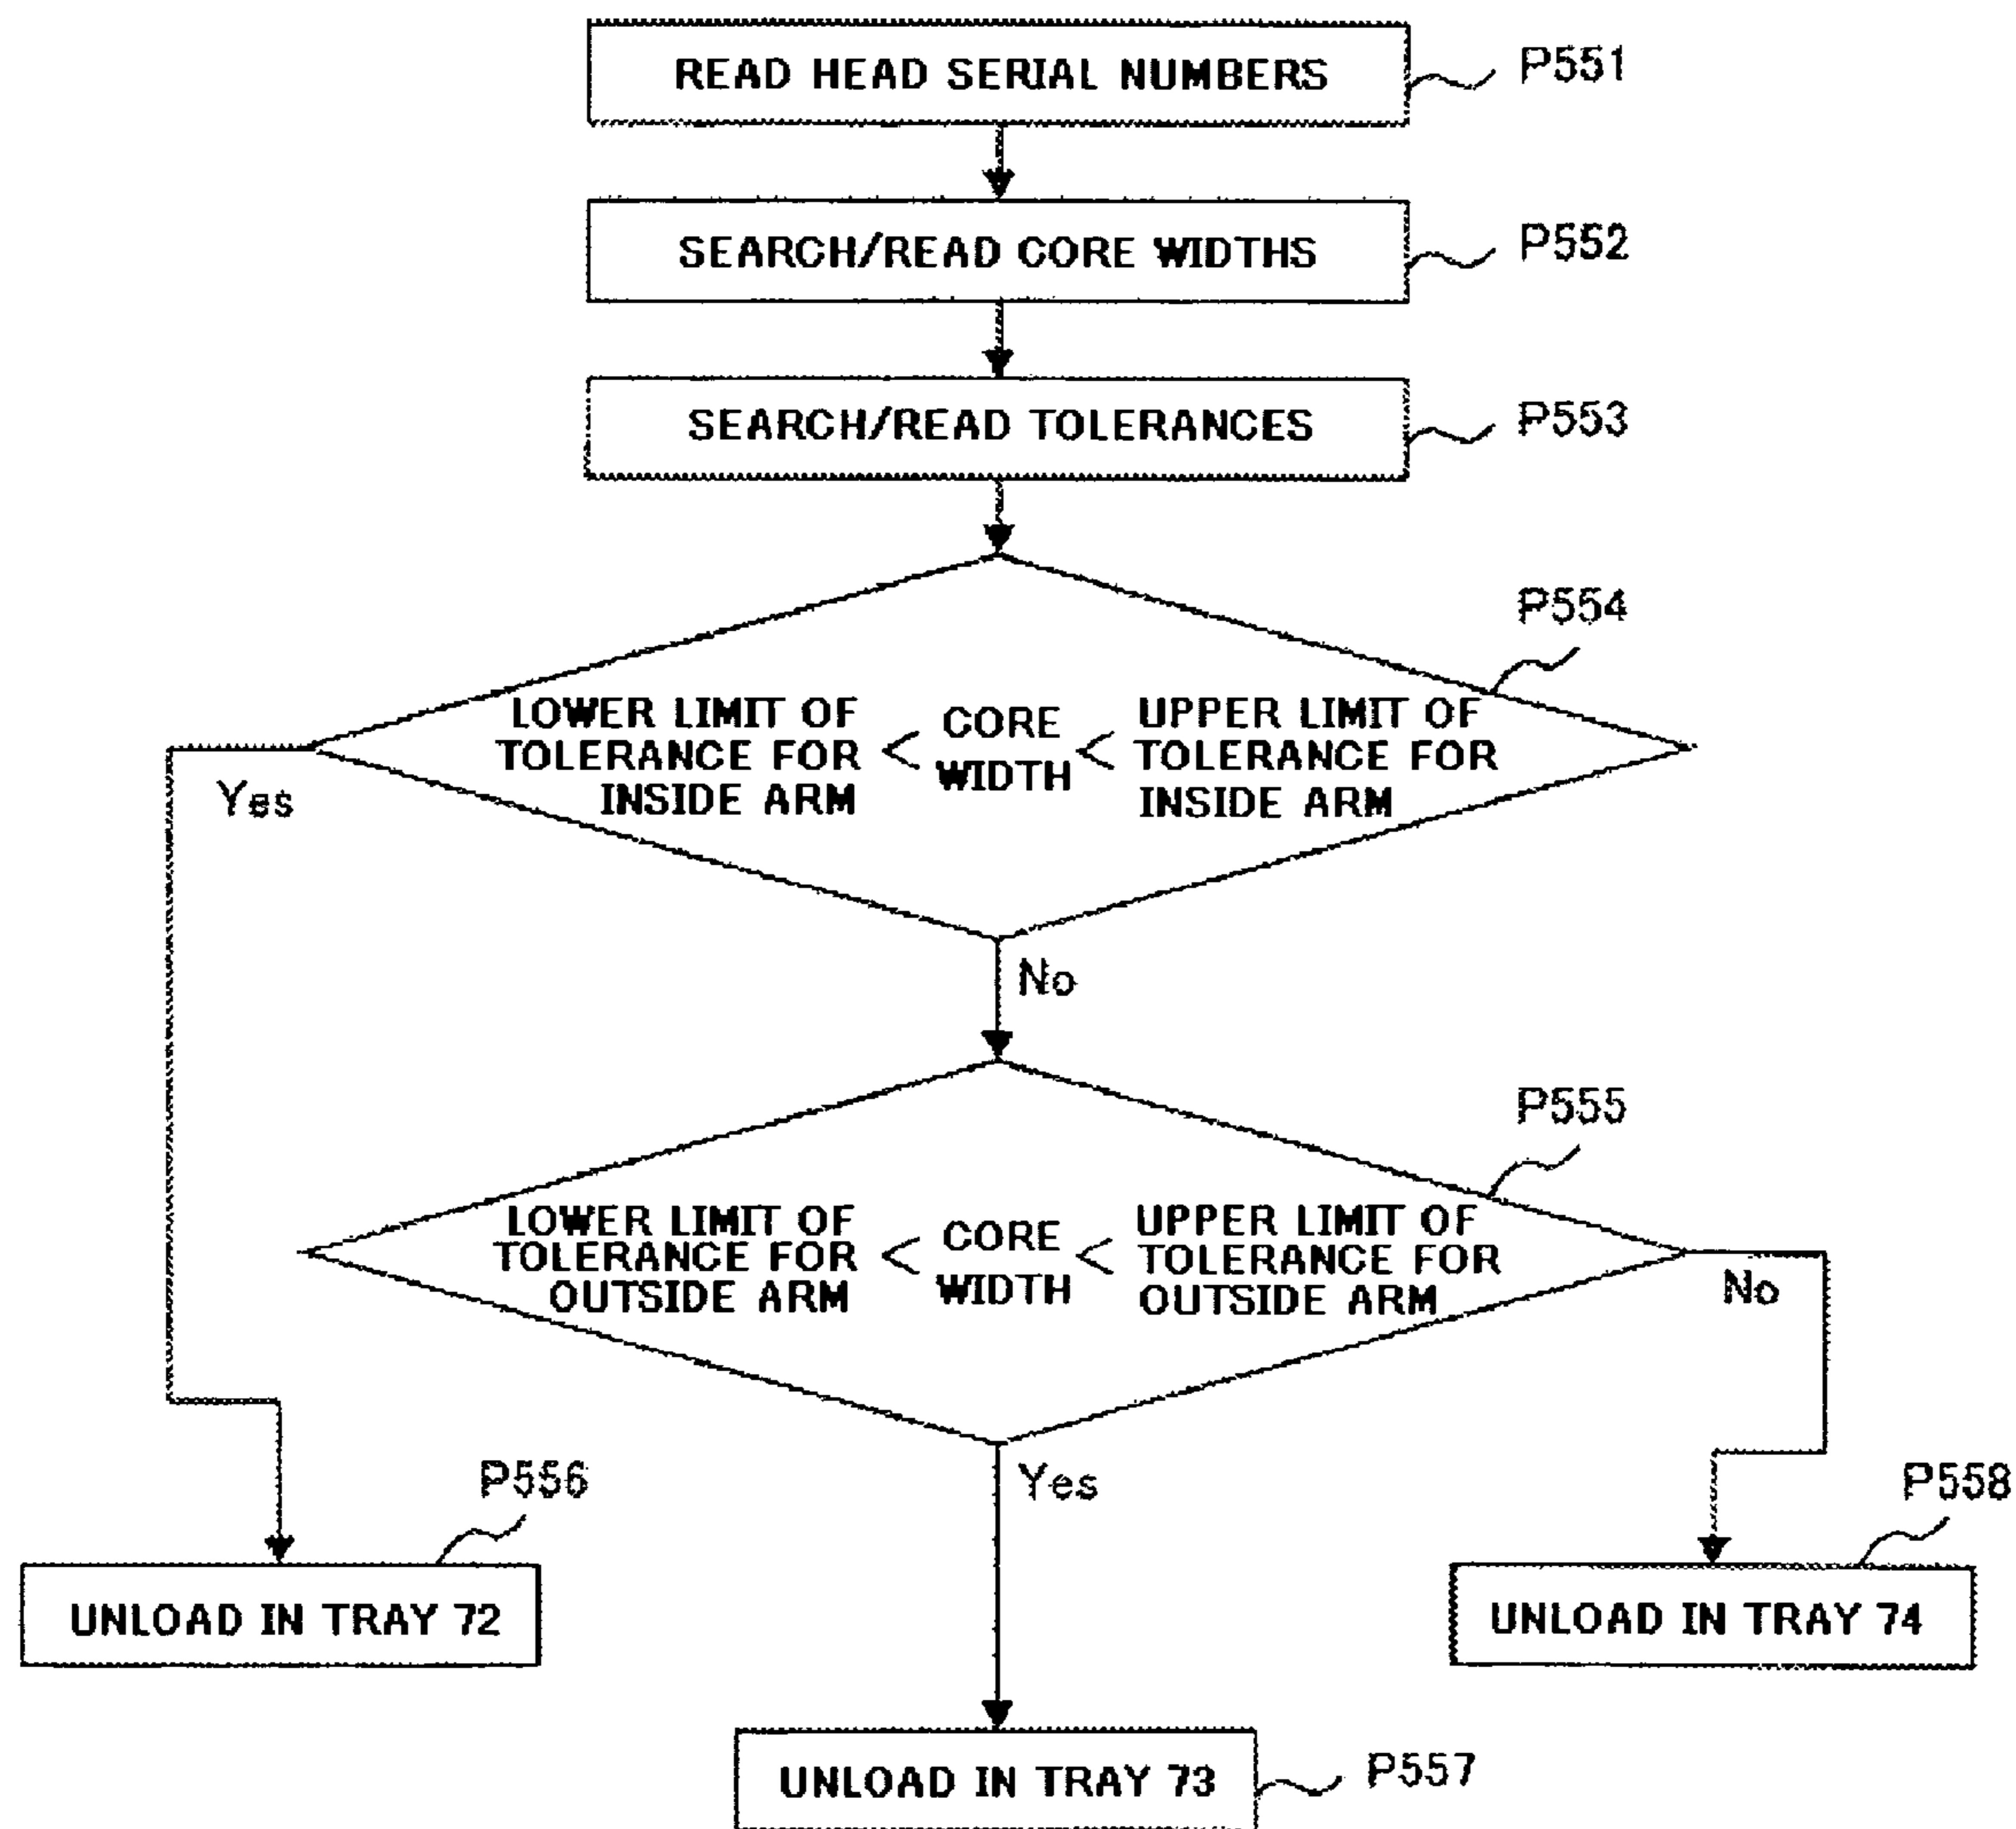 READ HEAD SERIAL NUMBERS
P551
SEARCH/READ CORE WIDTHS
P552
SEARCH/READ TOLERANCES
P553
P554
LOWER LIMIT OF
TOLERANCE FOR
INSIDE ARM
<
CORE
WIDTH
<
UPPER LIMIT OF
TOLERANCE FOR
INSIDE ARM
Yes
No
P555
LOWER LIMIT OF
TOLERANCE FOR
OUTSIDE ARM
<
CORE
WIDTH
<
UPPER LIMIT OF
TOLERANCE FOR
OUTSIDE ARM
No
Yes
P556
UNLOAD IN TRAY 72
P558
UNLOAD IN TRAY 74
UNLOAD IN TRAY 73
P557